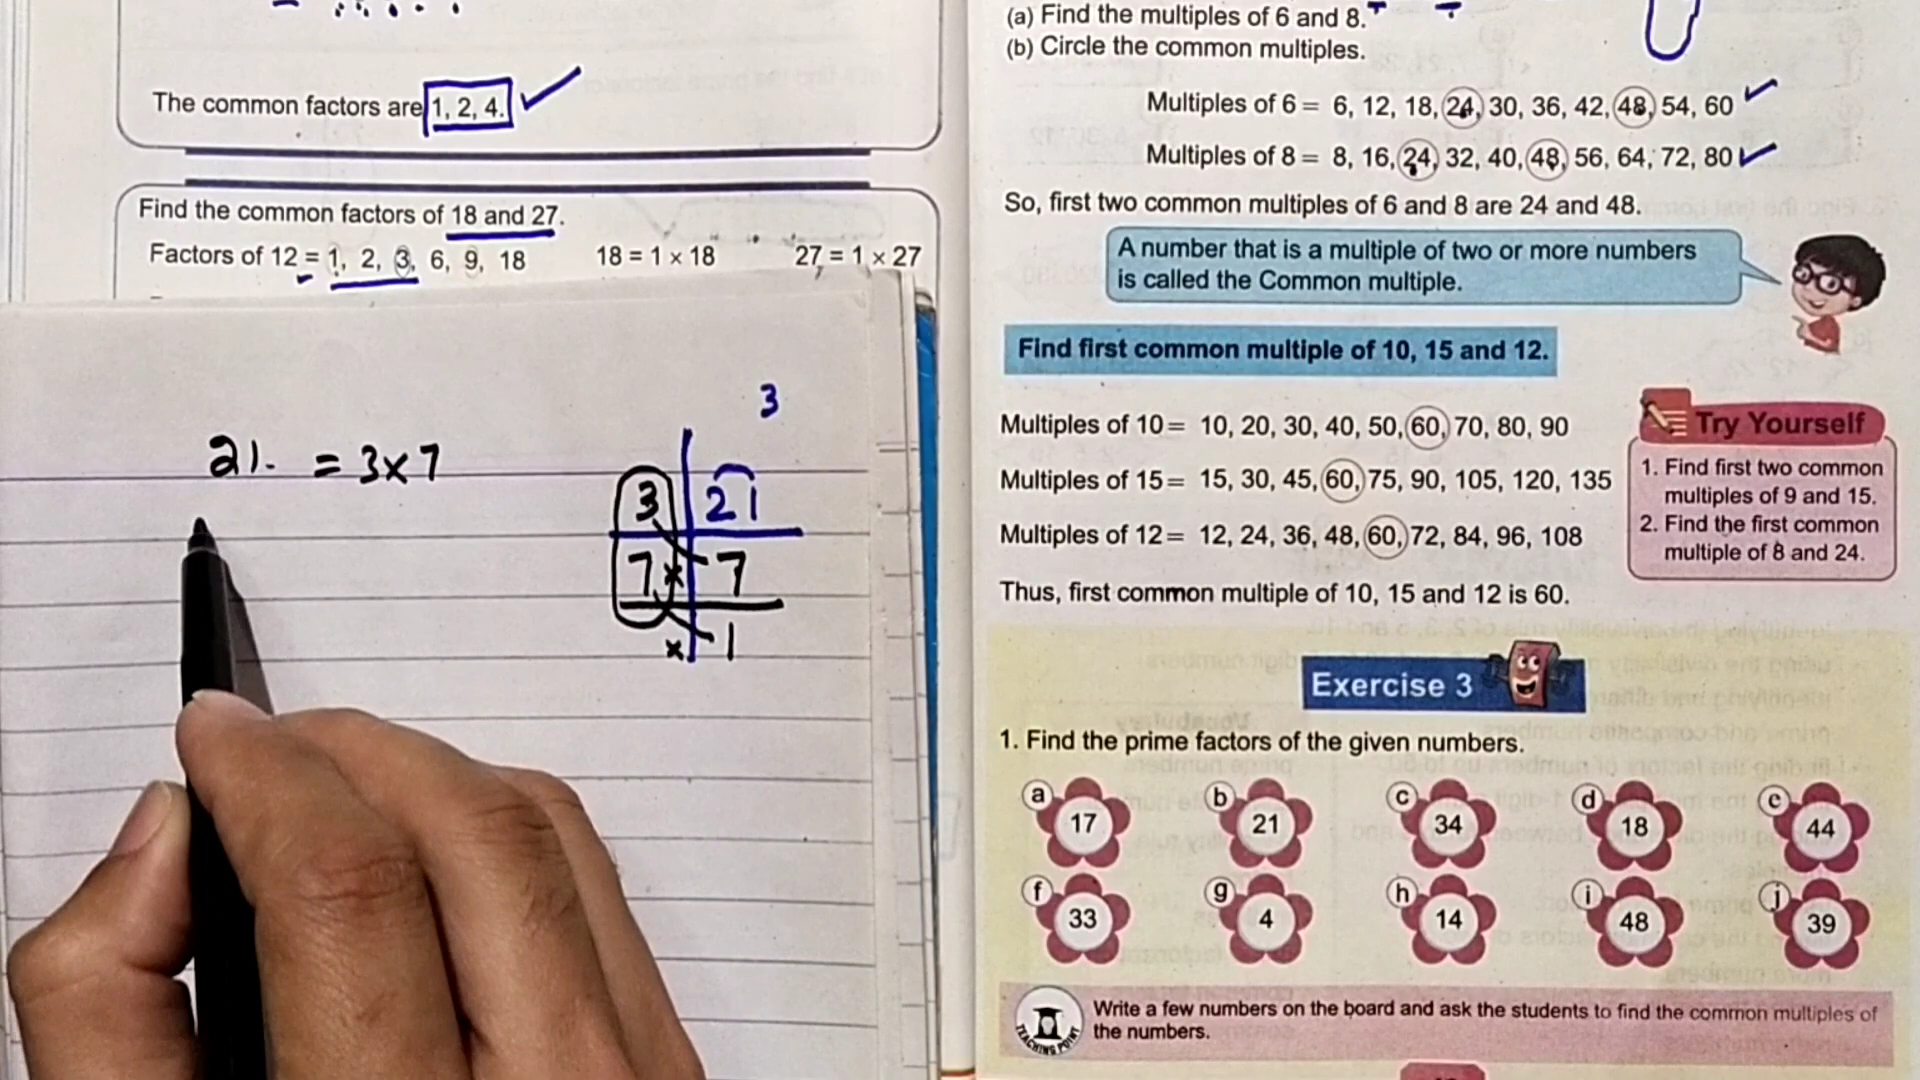 The common factors are 1, 2, 4.
Find the common factors of 18 and 27.
Factors of 12 = 1, 2, 3, 6, 9, 18
18 = 1 × 18
27 = 1 × 27
21. = 3×7
3
3 21
7 × 7
× 1
(a) Find the multiples of 6 and 8.
(b) Circle the common multiples.
Multiples of 6 = 6, 12, 18, 24, 30, 36, 42, 48, 54, 60
Multiples of 8 = 8, 16, 24, 32, 40, 48, 56, 64, 72, 80
So, first two common multiples of 6 and 8 are 24 and 48.
A number that is a multiple of two or more numbers
is called the Common multiple.
Find first common multiple of 10, 15 and 12.
Multiples of 10 = 10, 20, 30, 40, 50, 60, 70, 80, 90
Multiples of 15 = 15, 30, 45, 60, 75, 90, 105, 120, 135
Multiples of 12 = 12, 24, 36, 48, 60, 72, 84, 96, 108
Thus, first common multiple of 10, 15 and 12 is 60.
Try Yourself
1. Find first two common
multiples of 9 and 15.
2. Find the first common
multiple of 8 and 24.
Exercise 3
1. Find the prime factors of the given numbers.
a 17 b 21 c 34 d 18 e 44
f 33 g 4 h 14 i 48 j 39
TEACHING POINT
Write a few numbers on the board and ask the students to find the common multiples of
the numbers.